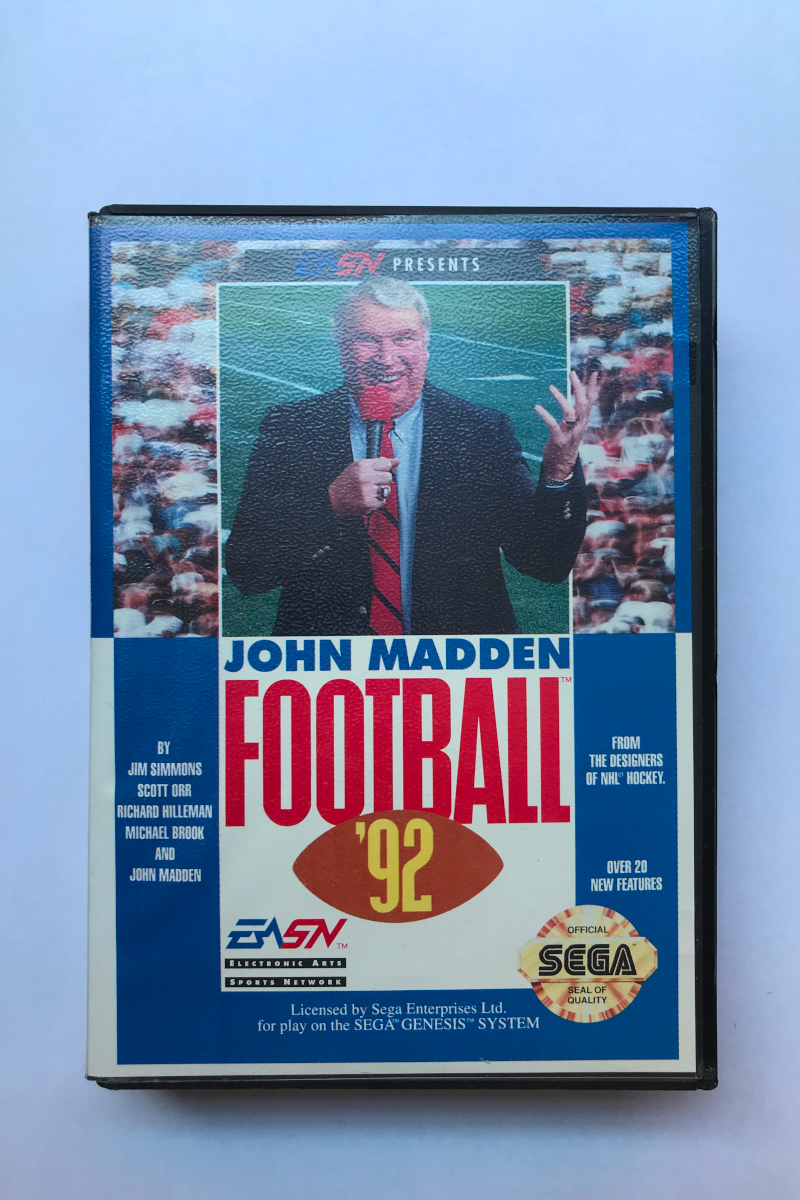 EASN PRESENTS
JOHN MADDEN
FOOTBALL™
'92
BY
JIM SIMMONS
SCOTT ORR
RICHARD HILLEMAN
MICHAEL BROOK
AND
JOHN MADDEN
FROM
THE DESIGNERS
OF NHL® HOCKEY.
OVER 20
NEW FEATURES
EASN™
ELECTRONIC ARTS
SPORTS NETWORK
OFFICIAL
SEGA™
SEAL OF
QUALITY
Licensed by Sega Enterprises Ltd.
for play on the SEGA™ GENESIS™ SYSTEM